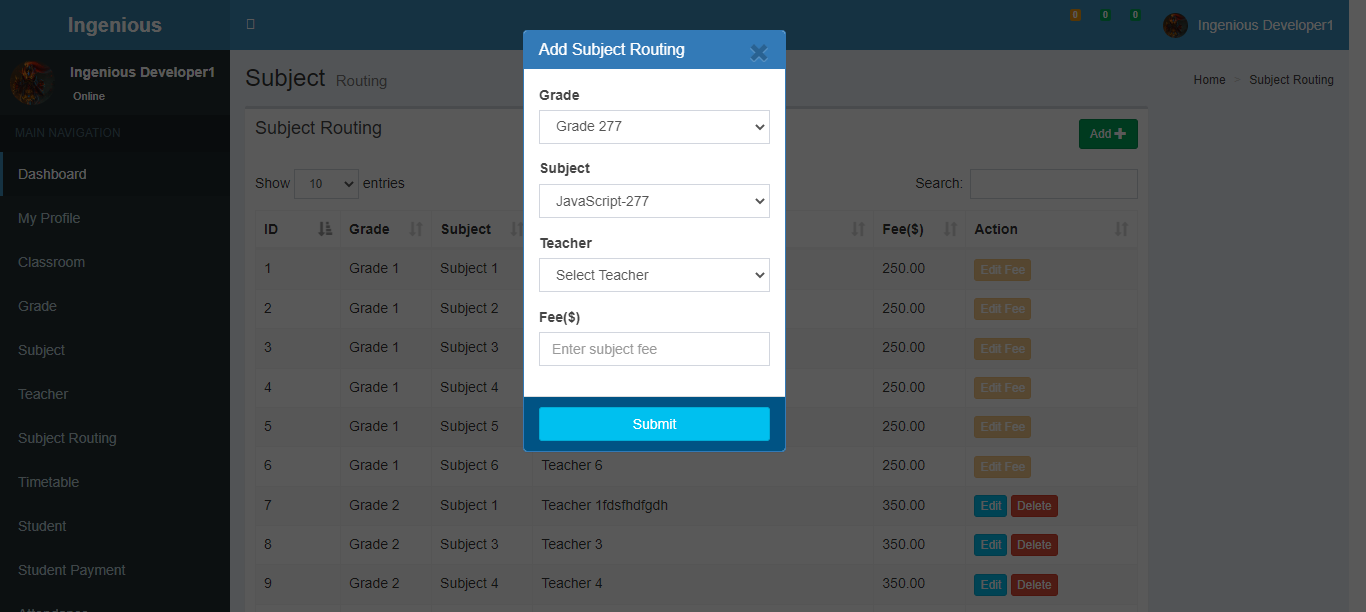 Ingenious
0 0 0 Ingenious Developer1
Ingenious Developer1
Online
MAIN NAVIGATION
Dashboard
My Profile
Classroom
Grade
Subject
Teacher
Subject Routing
Timetable
Student
Student Payment
Subject Routing
Home > Subject Routing
Subject Routing
Add
Show 10 entries
Search:
ID Grade Subject Fee($) Action
1 Grade 1 Subject 1 250.00 Edit Fee
2 Grade 1 Subject 2 250.00 Edit Fee
3 Grade 1 Subject 3 250.00 Edit Fee
4 Grade 1 Subject 4 250.00 Edit Fee
5 Grade 1 Subject 5 250.00 Edit Fee
6 Grade 1 Subject 6 Teacher 6 250.00 Edit Fee
7 Grade 2 Subject 1 Teacher 1fdsfhdfgdh 350.00 Edit Delete
8 Grade 2 Subject 3 Teacher 3 350.00 Edit Delete
9 Grade 2 Subject 4 Teacher 4 350.00 Edit Delete
Add Subject Routing
Grade
Grade 277
Subject
JavaScript-277
Teacher
Select Teacher
Fee($)
Enter subject fee
Submit